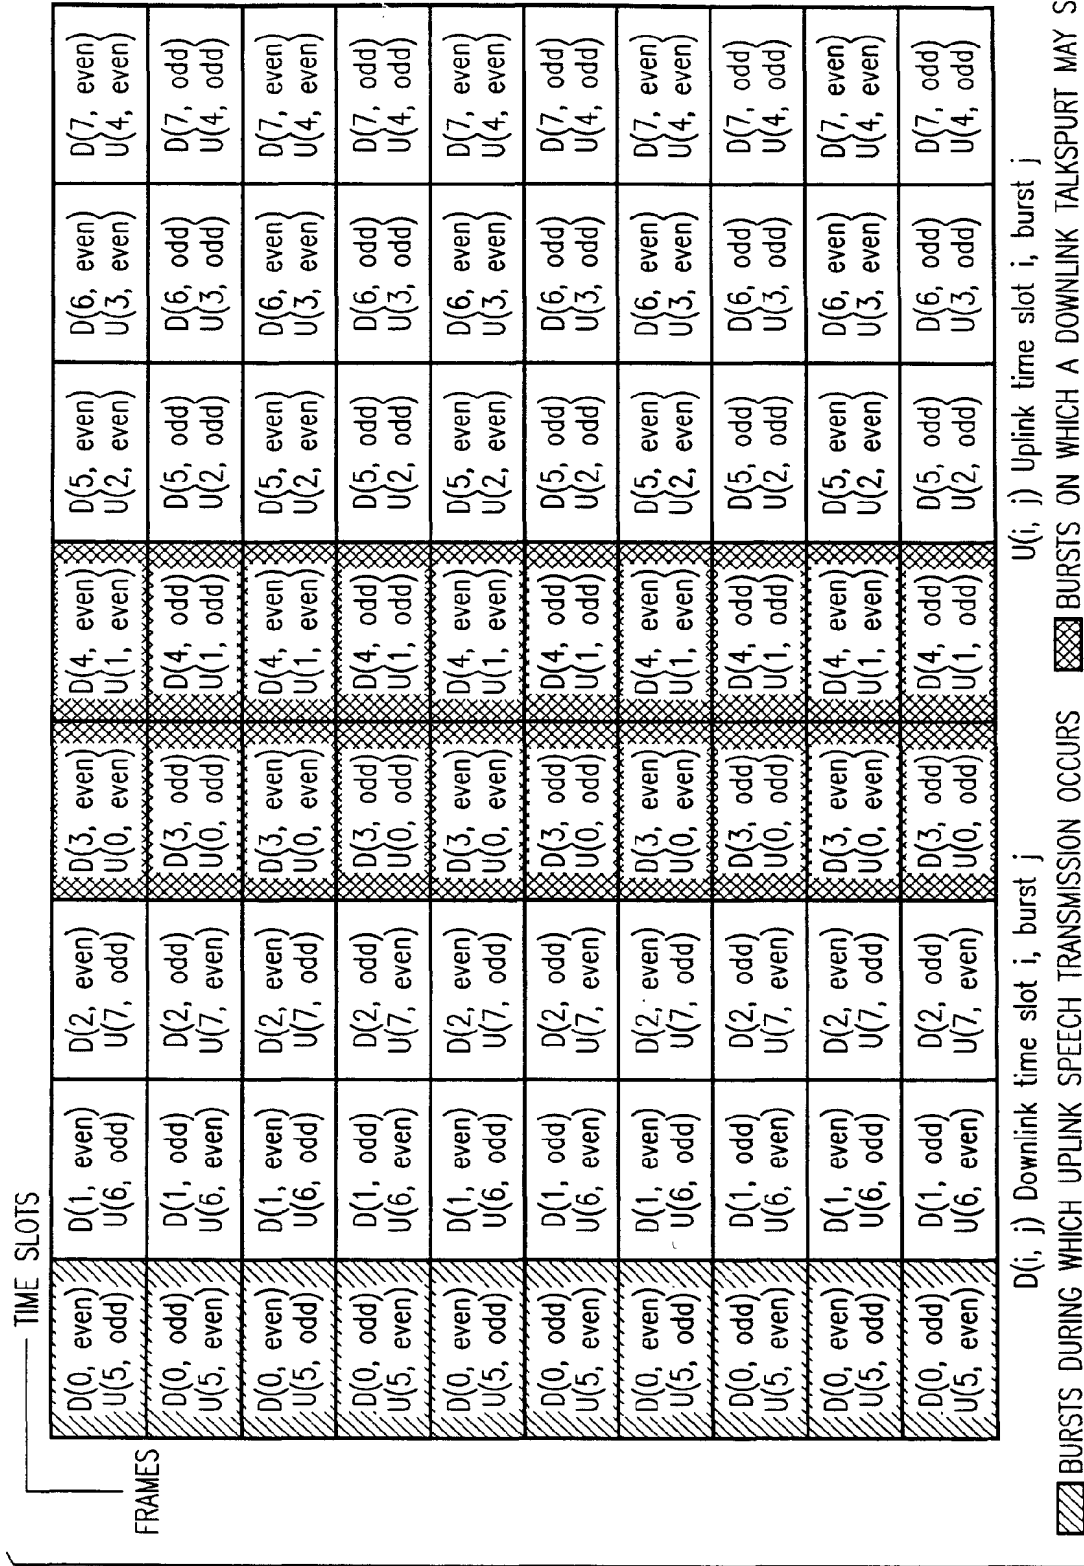 TIME SLOTS
FRAMES
D(0, even) D(1, even) D(2, even) D(3, even) D(4, even) D(5, even) D(6, even) D(7, even)
U(5, odd) U(6, odd) U(7, odd) U(0, even) U(1, even) U(2, even) U(3, even) U(4, even)
D(0, odd) D(1, odd) D(2, odd) D(3, odd) D(4, odd) D(5, odd) D(6, odd) D(7, odd)
U(5, even) U(6, even) U(7, even) U(0, odd) U(1, odd) U(2, odd) U(3, odd) U(4, odd)
D(0, even) D(1, even) D(2, even) D(3, even) D(4, even) D(5, even) D(6, even) D(7, even)
U(5, odd) U(6, odd) U(7, odd) U(0, even) U(1, even) U(2, even) U(3, even) U(4, even)
D(0, odd) D(1, odd) D(2, odd) D(3, odd) D(4, odd) D(5, odd) D(6, odd) D(7, odd)
U(5, even) U(6, even) U(7, even) U(0, odd) U(1, odd) U(2, odd) U(3, odd) U(4, odd)
D(0, even) D(1, even) D(2, even) D(3, even) D(4, even) D(5, even) D(6, even) D(7, even)
U(5, odd) U(6, odd) U(7, odd) U(0, even) U(1, even) U(2, even) U(3, even) U(4, even)
D(0, odd) D(1, odd) D(2, odd) D(3, odd) D(4, odd) D(5, odd) D(6, odd) D(7, odd)
U(5, even) U(6, even) U(7, even) U(0, odd) U(1, odd) U(2, odd) U(3, odd) U(4, odd)
D(0, even) D(1, even) D(2, even) D(3, even) D(4, even) D(5, even) D(6, even) D(7, even)
U(5, odd) U(6, odd) U(7, odd) U(0, even) U(1, even) U(2, even) U(3, even) U(4, even)
D(0, odd) D(1, odd) D(2, odd) D(3, odd) D(4, odd) D(5, odd) D(6, odd) D(7, odd)
U(5, even) U(6, even) U(7, even) U(0, odd) U(1, odd) U(2, odd) U(3, odd) U(4, odd)
D(0, even) D(1, even) D(2, even) D(3, even) D(4, even) D(5, even) D(6, even) D(7, even)
U(5, odd) U(6, odd) U(7, odd) U(0, even) U(1, even) U(2, even) U(3, even) U(4, even)
D(0, odd) D(1, odd) D(2, odd) D(3, odd) D(4, odd) D(5, odd) D(6, odd) D(7, odd)
U(5, even) U(6, even) U(7, even) U(0, odd) U(1, odd) U(2, odd) U(3, odd) U(4, odd)
D(i, j) Downlink time slot i, burst j U(i, j) Uplink time slot i, burst j
BURSTS DURING WHICH UPLINK SPEECH TRANSMISSION OCCURS BURSTS ON WHICH A DOWNLINK TALKSPURT MAY S